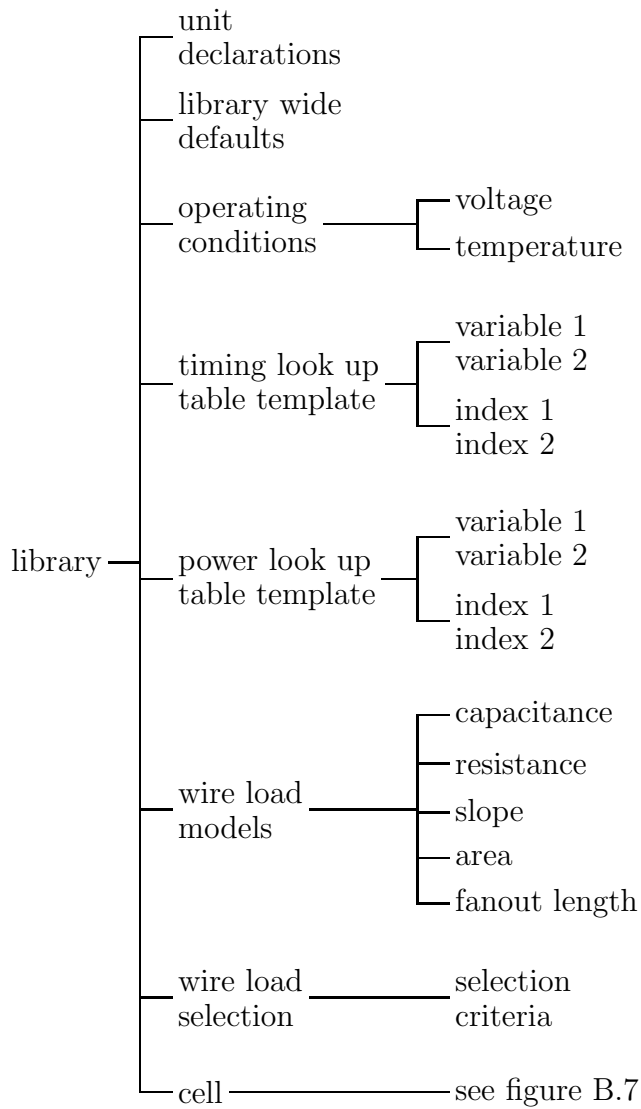 unit
declarations
library wide
defaults
operating
conditions
voltage
temperature
timing look up
table template
variable 1
variable 2
index 1
index 2
library
power look up
table template
variable 1
variable 2
index 1
index 2
wire load
models
capacitance
resistance
slope
area
fanout length
wire load
selection
selection
criteria
cell
see figure B.7